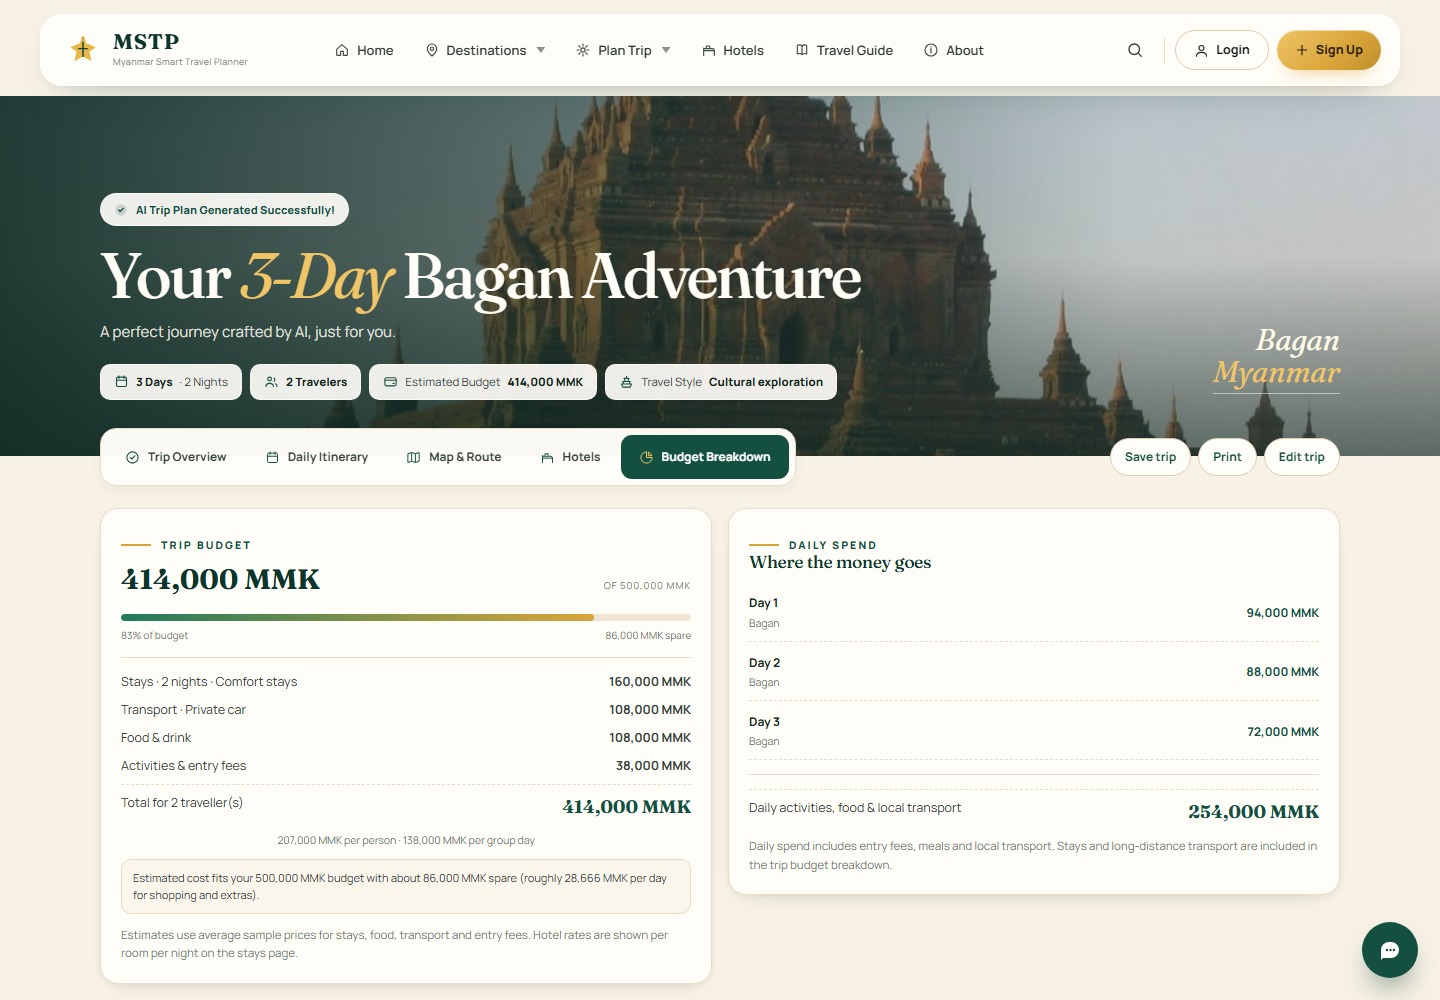 MSTP
Myanmar Smart Travel Planner
Home
Destinations
Plan Trip
Hotels
Travel Guide
About
Login
Sign Up
AI Trip Plan Generated Successfully!
Your 3-Day Bagan Adventure
A perfect journey crafted by AI, just for you.
3 Days · 2 Nights
2 Travelers
Estimated Budget 414,000 MMK
Travel Style Cultural exploration
Bagan
Myanmar
Trip Overview
Daily Itinerary
Map & Route
Hotels
Budget Breakdown
Save trip
Print
Edit trip
TRIP BUDGET
414,000 MMK
OF 500,000 MMK
83% of budget
86,000 MMK spare
Stays · 2 nights · Comfort stays
160,000 MMK
Transport · Private car
108,000 MMK
Food & drink
108,000 MMK
Activities & entry fees
38,000 MMK
Total for 2 traveller(s)
414,000 MMK
207,000 MMK per person · 138,000 MMK per group day
Estimated cost fits your 500,000 MMK budget with about 86,000 MMK spare (roughly 28,666 MMK per day
for shopping and extras).
Estimates use average sample prices for stays, food, transport and entry fees. Hotel rates are shown per
room per night on the stays page.
DAILY SPEND
Where the money goes
Day 1
Bagan
94,000 MMK
Day 2
Bagan
88,000 MMK
Day 3
Bagan
72,000 MMK
Daily activities, food & local transport
254,000 MMK
Daily spend includes entry fees, meals and local transport. Stays and long-distance transport are included in
the trip budget breakdown.